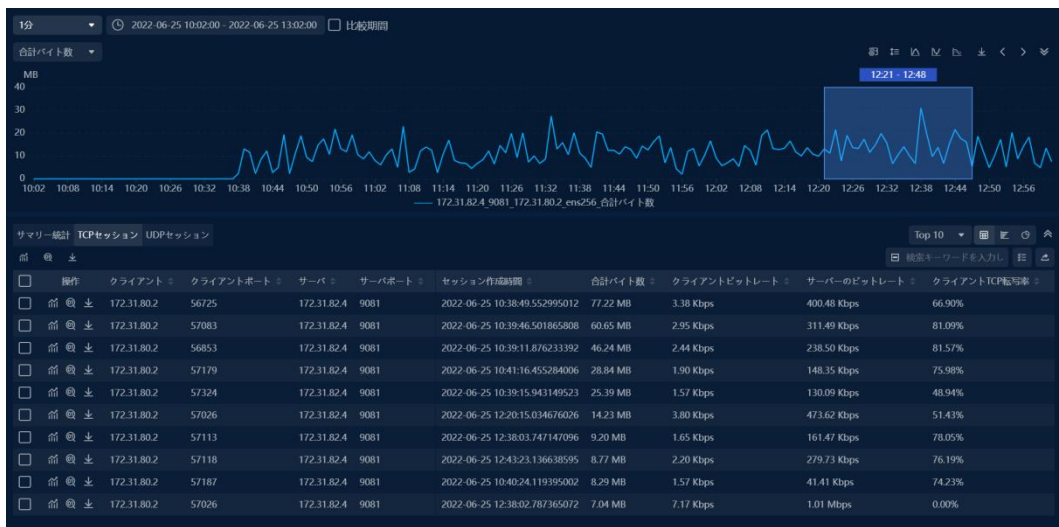 1分 2022-06-25 10:02:00 - 2022-06-25 13:02:00 比較期間
合計バイト数
12:21 - 12:48
MB
40
30
20
10
0
10:02 10:08 10:14 10:20 10:26 10:32 10:38 10:44 10:50 10:56 11:02 11:08 11:14 11:20 11:26 11:32 11:38 11:44 11:50 11:56 12:02 12:08 12:14 12:20 12:26 12:32 12:38 12:44 12:50 12:56
172.31.82.4_9081_172.31.80.2_ens256_合計バイト数
サマリー統計 TCPセッション UDPセッション Top 10
検索キーワードを入力し
操作 クライアント クライアントポート サーバ サーバポート セッション作成時間 合計バイト数 クライアントビットレート サーバーのビットレート クライアントTCP転写率
172.31.80.2 56725 172.31.82.4 9081 2022-06-25 10:38:49.552995012 77.22 MB 3.38 Kbps 400.48 Kbps 66.90%
172.31.80.2 57083 172.31.82.4 9081 2022-06-25 10:39:46.501865808 60.65 MB 2.95 Kbps 311.49 Kbps 81.09%
172.31.80.2 56853 172.31.82.4 9081 2022-06-25 10:39:11.876233392 46.24 MB 2.44 Kbps 238.50 Kbps 81.57%
172.31.80.2 57179 172.31.82.4 9081 2022-06-25 10:41:16.455284006 28.84 MB 1.90 Kbps 148.35 Kbps 75.98%
172.31.80.2 57324 172.31.82.4 9081 2022-06-25 10:39:15.943149523 25.39 MB 1.57 Kbps 130.09 Kbps 48.94%
172.31.80.2 57026 172.31.82.4 9081 2022-06-25 12:20:15.034676026 14.23 MB 3.80 Kbps 473.62 Kbps 51.43%
172.31.80.2 57113 172.31.82.4 9081 2022-06-25 12:38:03.747147096 9.20 MB 1.65 Kbps 161.47 Kbps 78.05%
172.31.80.2 57118 172.31.82.4 9081 2022-06-25 12:43:23.136638595 8.77 MB 2.20 Kbps 279.73 Kbps 76.19%
172.31.80.2 57187 172.31.82.4 9081 2022-06-25 10:40:24.119395002 8.29 MB 1.57 Kbps 41.41 Kbps 74.23%
172.31.80.2 57026 172.31.82.4 9081 2022-06-25 12:38:02.787365072 7.04 MB 7.17 Kbps 1.01 Mbps 0.00%